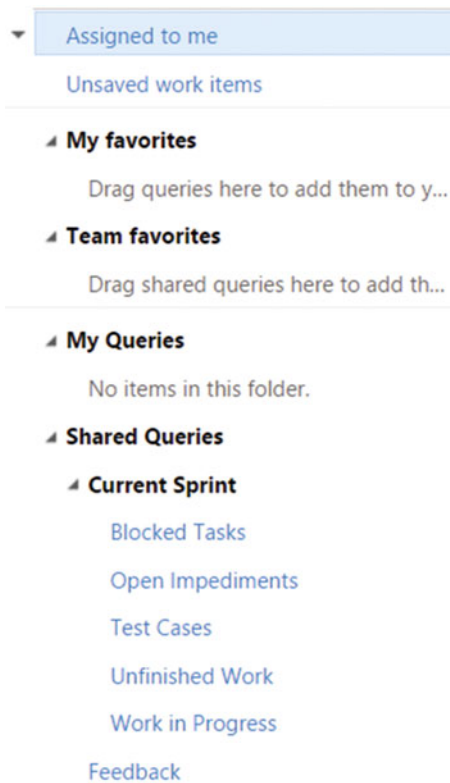 Assigned to me
Unsaved work items
My favorites
Drag queries here to add them to y...
Team favorites
Drag shared queries here to add th...
My Queries
No items in this folder.
Shared Queries
Current Sprint
Blocked Tasks
Open Impediments
Test Cases
Unfinished Work
Work in Progress
Feedback